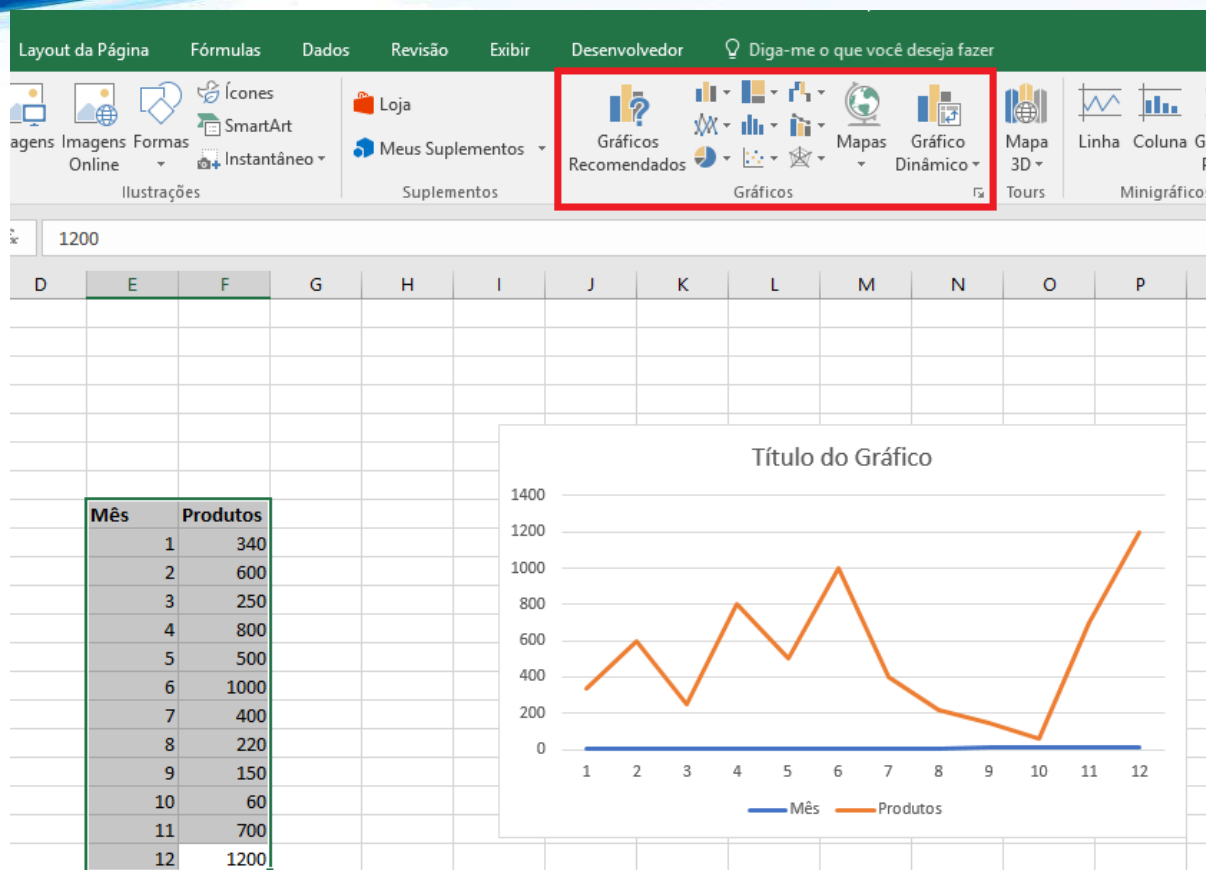 Layout da Página Fórmulas Dados Revisão Exibir Desenvolvedor Diga-me o que você deseja fazer
agens
Imagens Online
Formas
Ícones
SmartArt
Instantâneo
Ilustrações
Loja
Meus Suplementos
Suplementos
Gráficos
Recomendados
Mapas
Gráfico
Dinâmico
Gráficos
Mapa
3D
Tours
Linha Coluna G
Minigráficos
1200
D E F G H I J K L M N O P
Mês Produtos
1 340
2 600
3 250
4 800
5 500
6 1000
7 400
8 220
9 150
10 60
11 700
12 1200
Título do Gráfico
1400
1200
1000
800
600
400
200
0
1 2 3 4 5 6 7 8 9 10 11 12
Mês Produtos